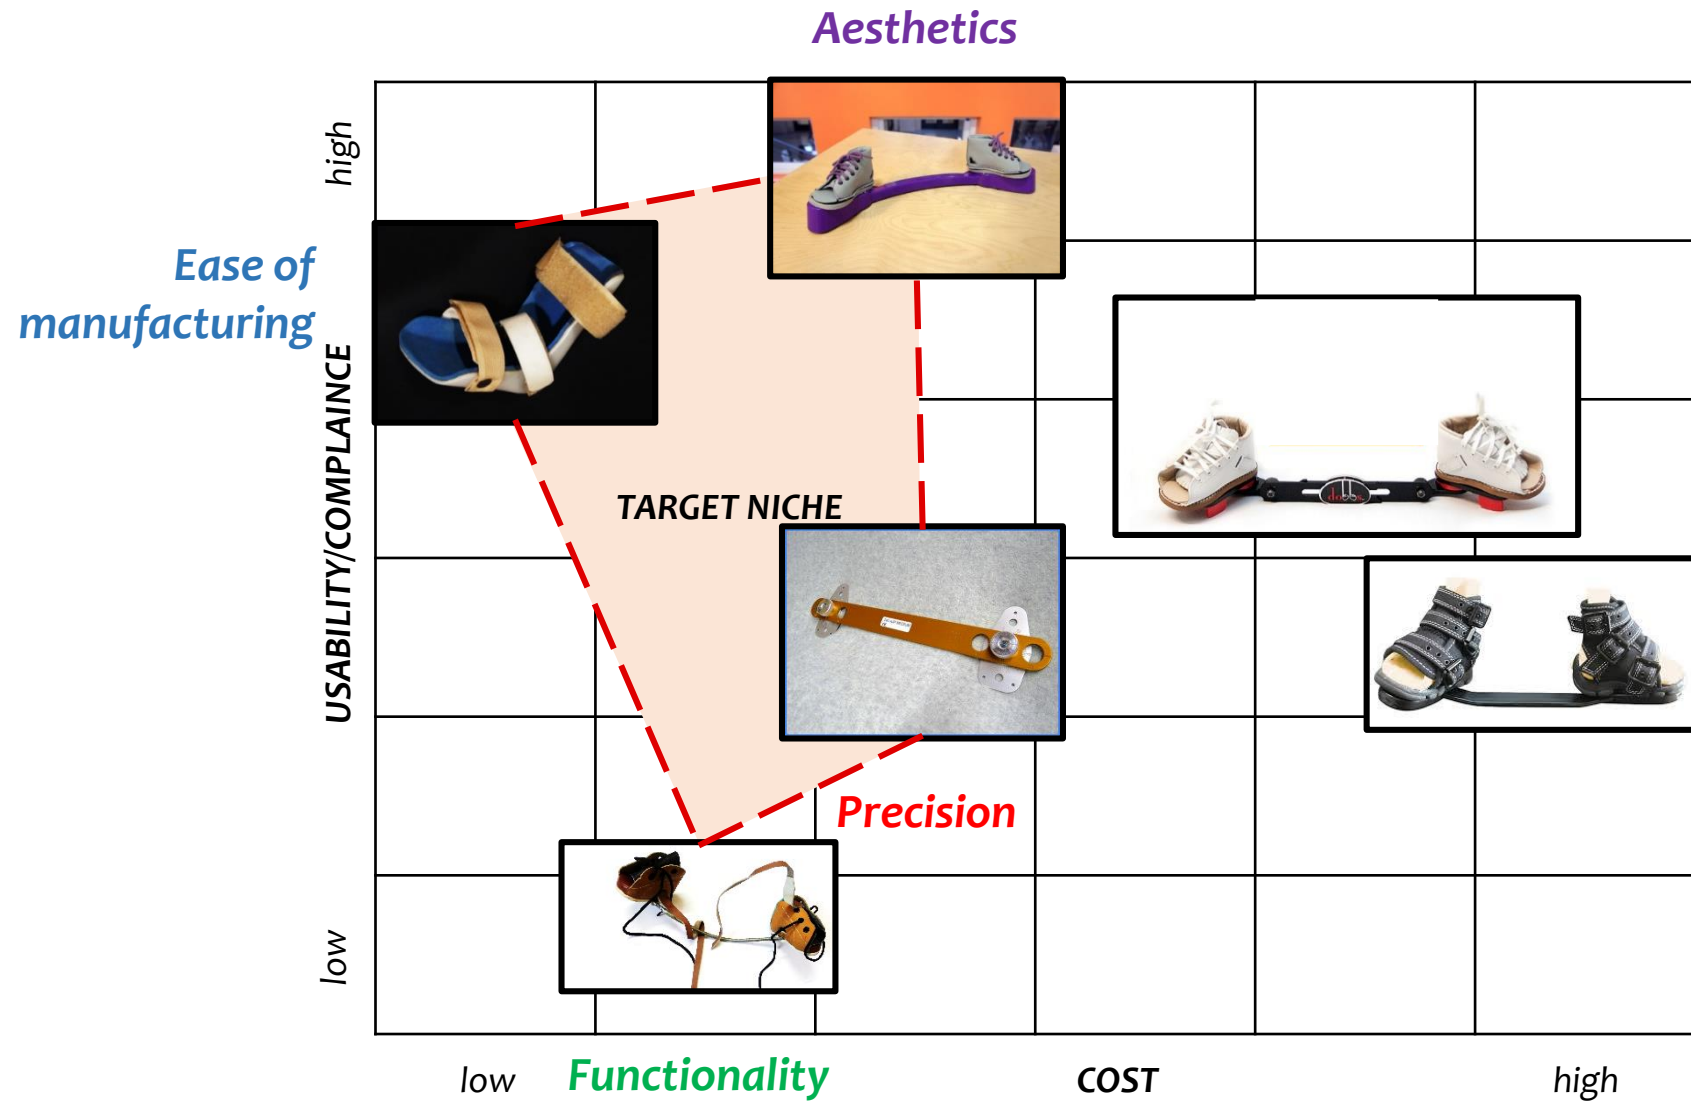 Aesthetics
high
Ease of
manufacturing
USABILITY/COMPLAINCE
TARGET NICHE
Precision
low
low
Functionality
COST
high